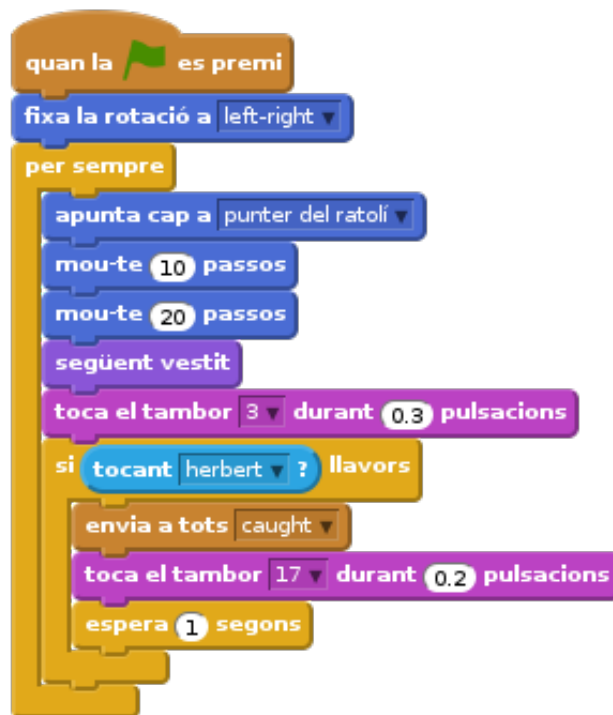 quan la es premi
fixa la rotació a left-right
per sempre
apunta cap a punter del ratolí
mou-te 10 passos
mou-te 20 passos
següent vestit
toca el tambor 3 durant 0.3 pulsacions
si tocant herbert ? llavors
envia a tots caught
toca el tambor 17 durant 0.2 pulsacions
espera 1 segons